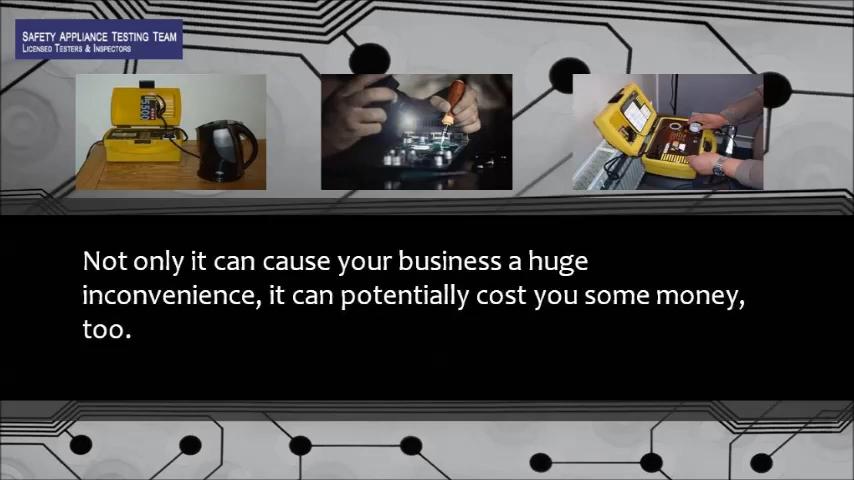 SAFETY APPLIANCE TESTING TEAM
LICENSED TESTERS & INSPECTORS
Not only it can cause your business a huge
inconvenience, it can potentially cost you some money,
too.